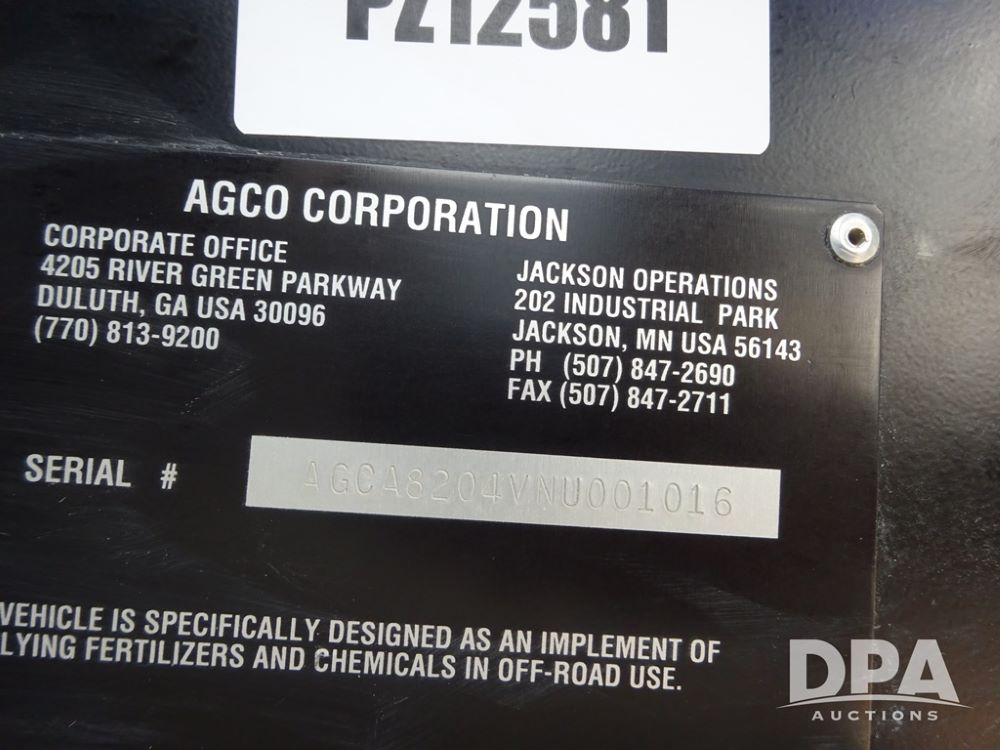 PZ12581
AGCO CORPORATION
CORPORATE OFFICE
4205 RIVER GREEN PARKWAY
DULUTH, GA USA 30096
(770) 813-9200
JACKSON OPERATIONS
202 INDUSTRIAL PARK
JACKSON, MN USA 56143
PH (507) 847-2690
FAX (507) 847-2711
SERIAL # AGCA8204VNU001016
VEHICLE IS SPECIFICALLY DESIGNED AS AN IMPLEMENT OF
LYING FERTILIZERS AND CHEMICALS IN OFF-ROAD USE.
DPA
AUCTIONS